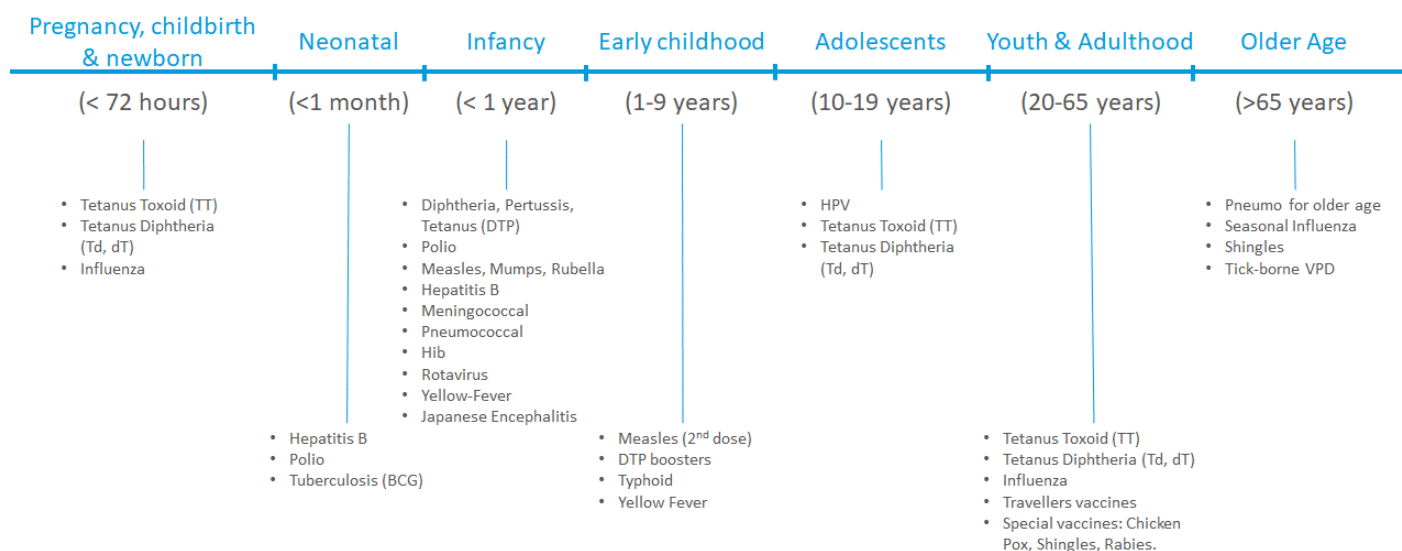 Pregnancy, childbirth
& newborn
Neonatal
Infancy
Early childhood
Adolescents
Youth & Adulthood
Older Age
(< 72 hours)
(<1 month)
(< 1 year)
(1-9 years)
(10-19 years)
(20-65 years)
(>65 years)
• Tetanus Toxoid (TT)
• Tetanus Diphtheria
(Td, dT)
• Influenza
• Hepatitis B
• Polio
• Tuberculosis (BCG)
• Diphtheria, Pertussis,
Tetanus (DTP)
• Polio
• Measles, Mumps, Rubella
• Hepatitis B
• Meningococcal
• Pneumococcal
• Hib
• Rotavirus
• Yellow-Fever
• Japanese Encephalitis
• Measles (2nd dose)
• DTP boosters
• Typhoid
• Yellow Fever
• HPV
• Tetanus Toxoid (TT)
• Tetanus Diphtheria
(Td, dT)
• Tetanus Toxoid (TT)
• Tetanus Diphtheria (Td, dT)
• Influenza
• Travellers vaccines
• Special vaccines: Chicken
Pox, Shingles, Rabies.
• Pneumo for older age
• Seasonal Influenza
• Shingles
• Tick-borne VPD